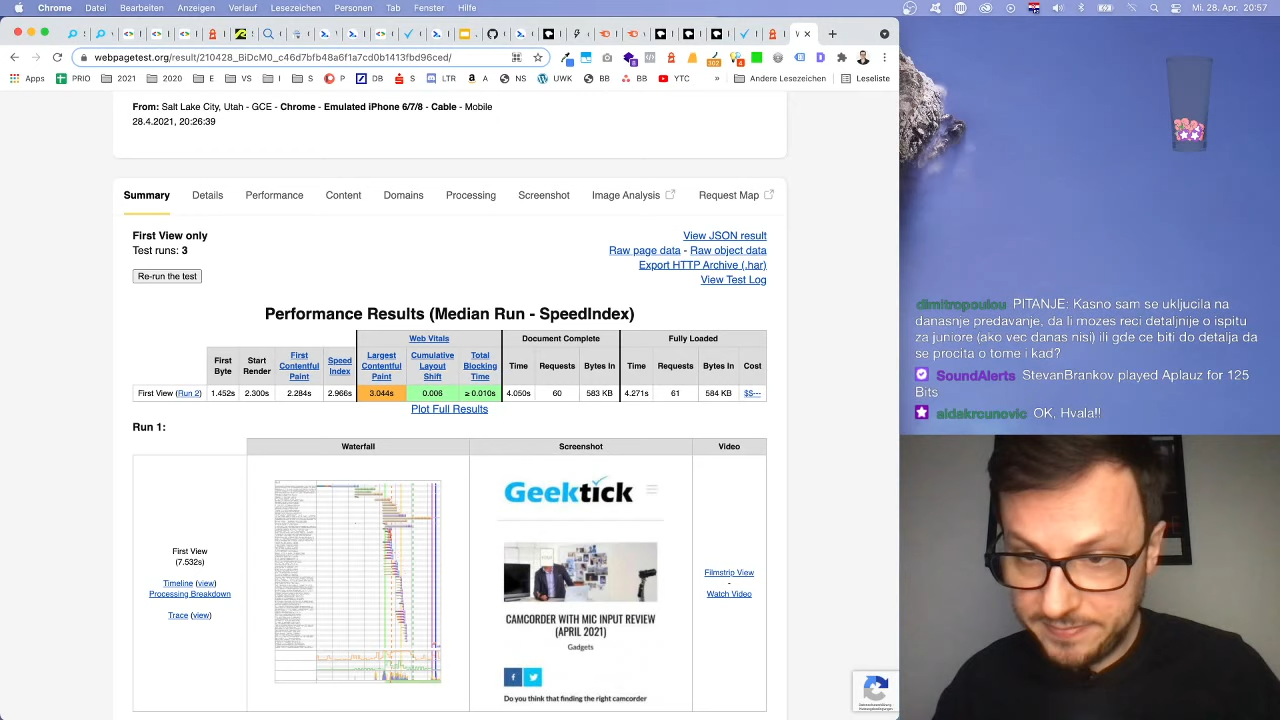 Chrome Datei Bearbeiten Anzeigen Verlauf Lesezeichen Personen Tab Fenster Hilfe
Mi. 28. Apr. 20:57
webpagetest.org/result/210428_BiDcM0_c46d7bfb48a6f1a7cd0b1413fbd96ced/
Apps PRIO 2021 2020 E VS I S P DB S LTR A NS UWK BB BB YTC » Andere Lesezeichen Leseliste
From: Salt Lake City, Utah - GCE - Chrome - Emulated iPhone 6/7/8 - Cable - Mobile
28.4.2021, 20:26:39
Summary Details Performance Content Domains Processing Screenshot Image Analysis Request Map
First View only
Test runs: 3
Re-run the test
View JSON result
Raw page data - Raw object data
Export HTTP Archive (.har)
View Test Log
Performance Results (Median Run - SpeedIndex)
Web Vitals Document Complete Fully Loaded
First Byte Start Render First Contentful Paint Speed Index Largest Contentful Paint Cumulative Layout Shift Total Blocking Time Time Requests Bytes In Time Requests Bytes In Cost
First View (Run 2) 1.530s 2.300s 2.284s 2.966s 3.044s 0.006 ≥ 0.010s 4.050s 60 583 KB 4.271s 61 584 KB $$---
Plot Full Results
Run 1:
Waterfall Screenshot Video
First View
(7.532s)
Timeline (view)
Processing Breakdown
Trace (view)
Geektick
CAMCORDER WITH MIC INPUT REVIEW
(APRIL 2021)
Gadgets
Do you think that finding the right camcorder
Filmstrip View
-
Watch Video
dimitropoulou PITANJE: Kasno sam se ukljucila na
danasnje predavanje, da li mozes reci detaljnije o ispitu
za juniore (ako vec danas nisi) ili gde ce biti do detalja da
se procita o tome i kad?
SoundAlerts StevanBrankov played Aplauz for 125
Bits
aidakrcunovic OK, Hvala!!